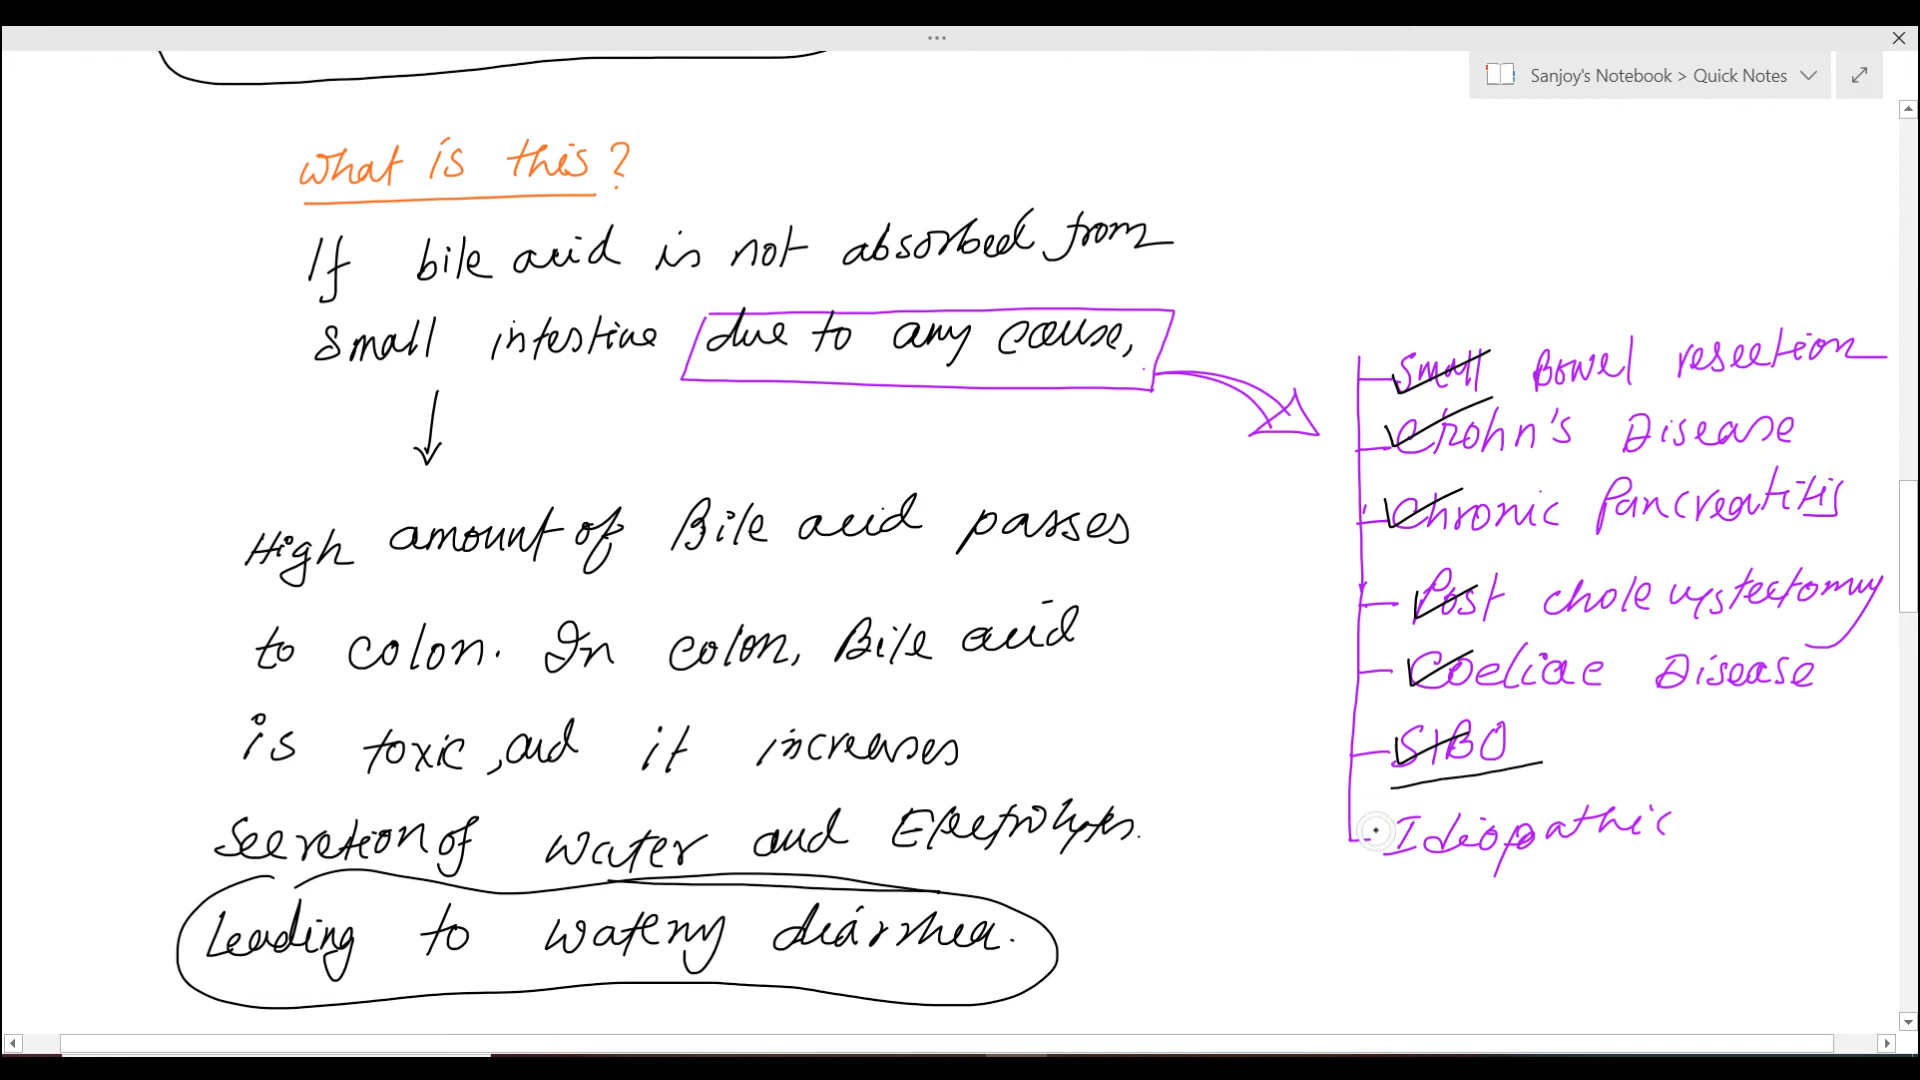 Sanjoy's Notebook > Quick Notes
What is this?
If bile acid is not absorbed from
Small intestine due to any cause,
High amount of Bile acid passes
to colon. In colon, Bile acid
is toxic, and it increases
Secretion of water and Electrolytes.
Leading to watery diarrhea.
Small Bowel resection
Crohn's Disease
Chronic Pancreatitis
Post cholecystectomy
Coeliac Disease
SIBO
Idiopathic